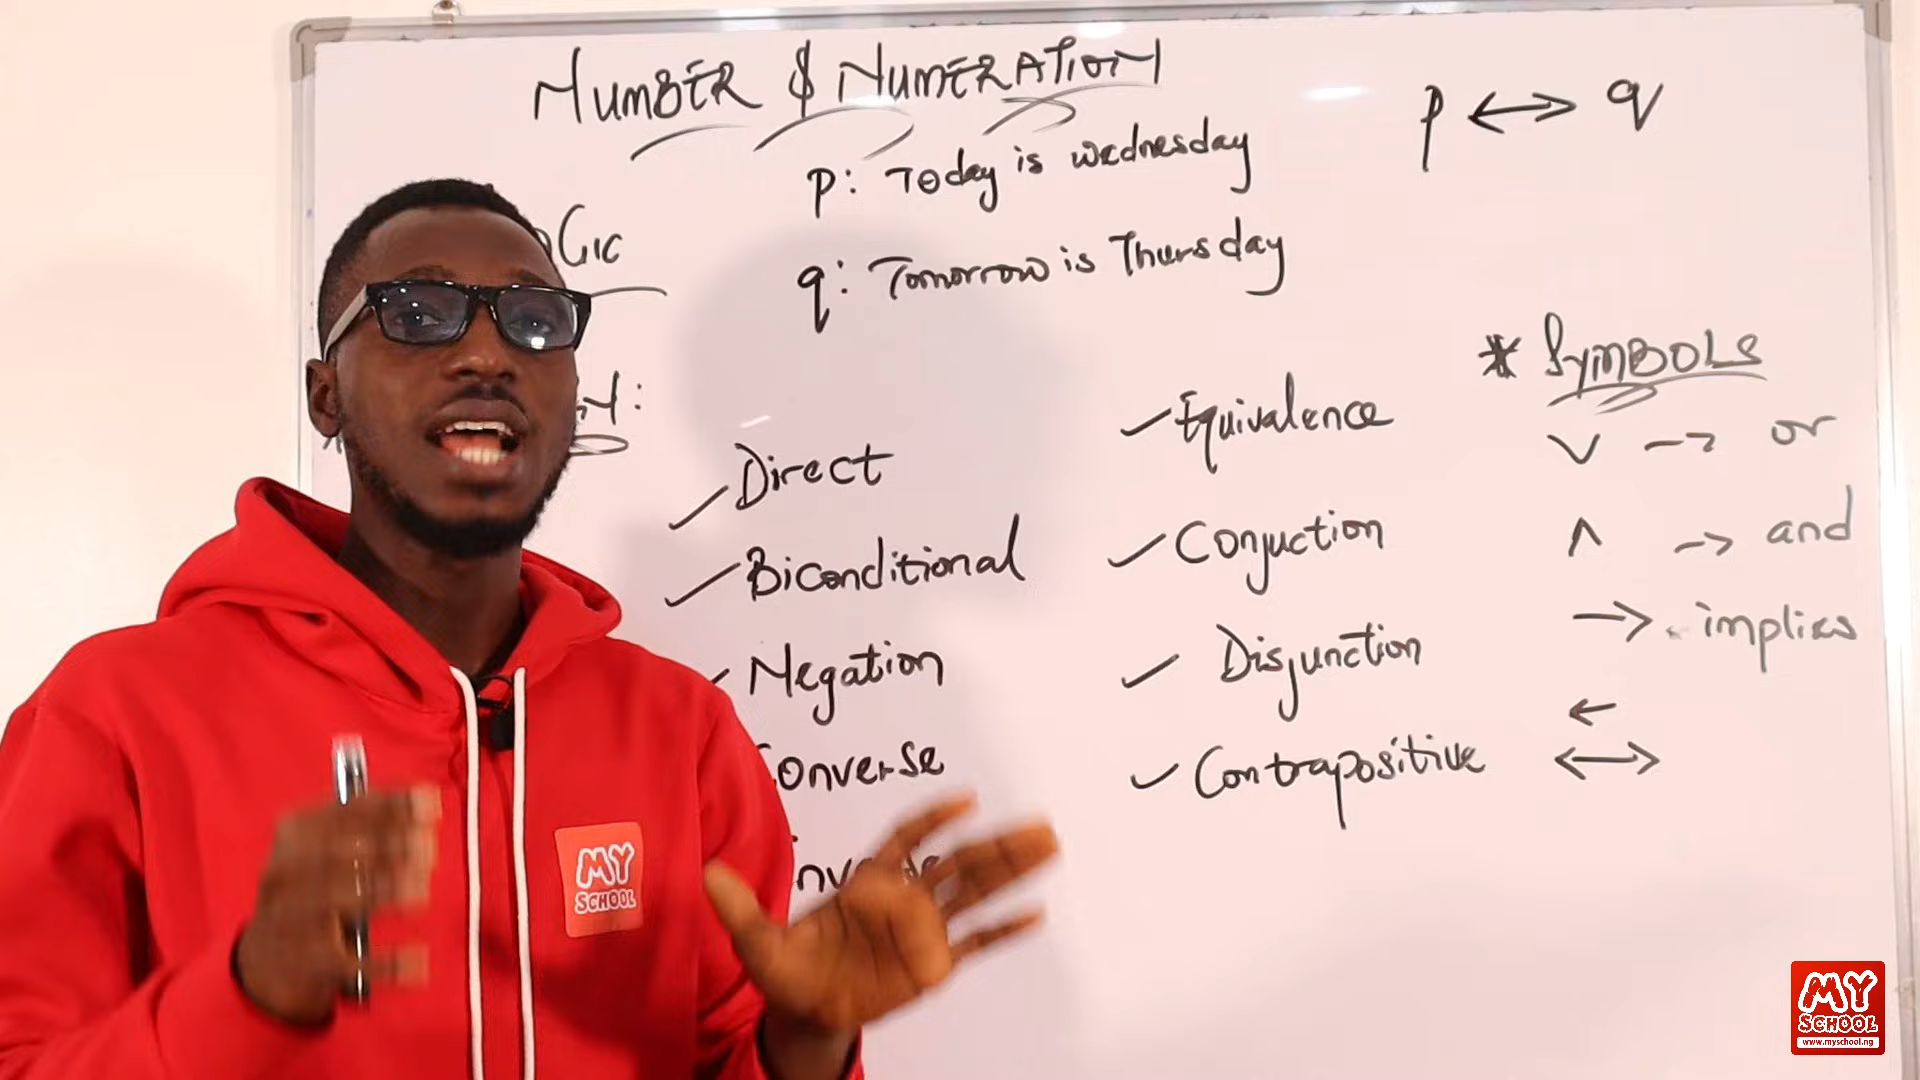 NUMBER & NUMERATION
p ↔ q
p: Today is wednesday
GIC
q: Tomorrow is Thursday
* SYMBOLS
Direct
Biconditional
Negation
onverse
Equivalence
Conjuction
Disjunction
Contrapositive
∨ → or
∧ → and
→ implies
←
↔
MY
SCHOOL
MY
SCHOOL
www.myschool.ng